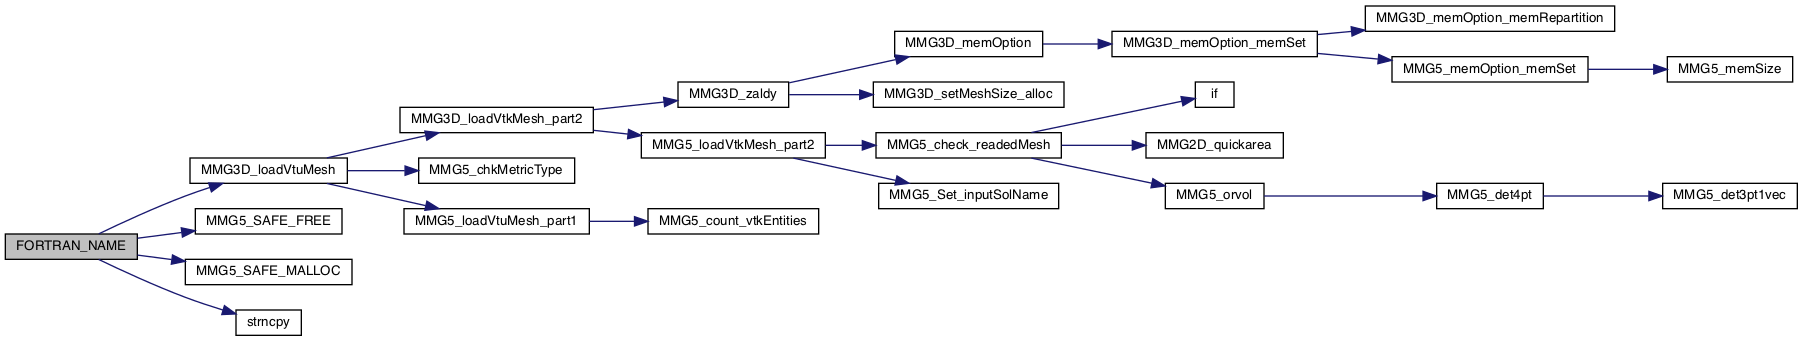 MMG3D_memOption_memRepartition
MMG3D_memOption
MMG3D_memOption_memSet
MMG5_memOption_memSet
MMG5_memSize
MMG3D_zaldy
MMG3D_setMeshSize_alloc
if
MMG3D_loadVtkMesh_part2
MMG5_loadVtkMesh_part2
MMG5_check_readedMesh
MMG2D_quickarea
MMG3D_loadVtuMesh
MMG5_chkMetricType
MMG5_Set_inputSolName
MMG5_orvol
MMG5_det4pt
MMG5_det3pt1vec
MMG5_SAFE_FREE
MMG5_loadVtuMesh_part1
MMG5_count_vtkEntities
FORTRAN_NAME
MMG5_SAFE_MALLOC
strncpy